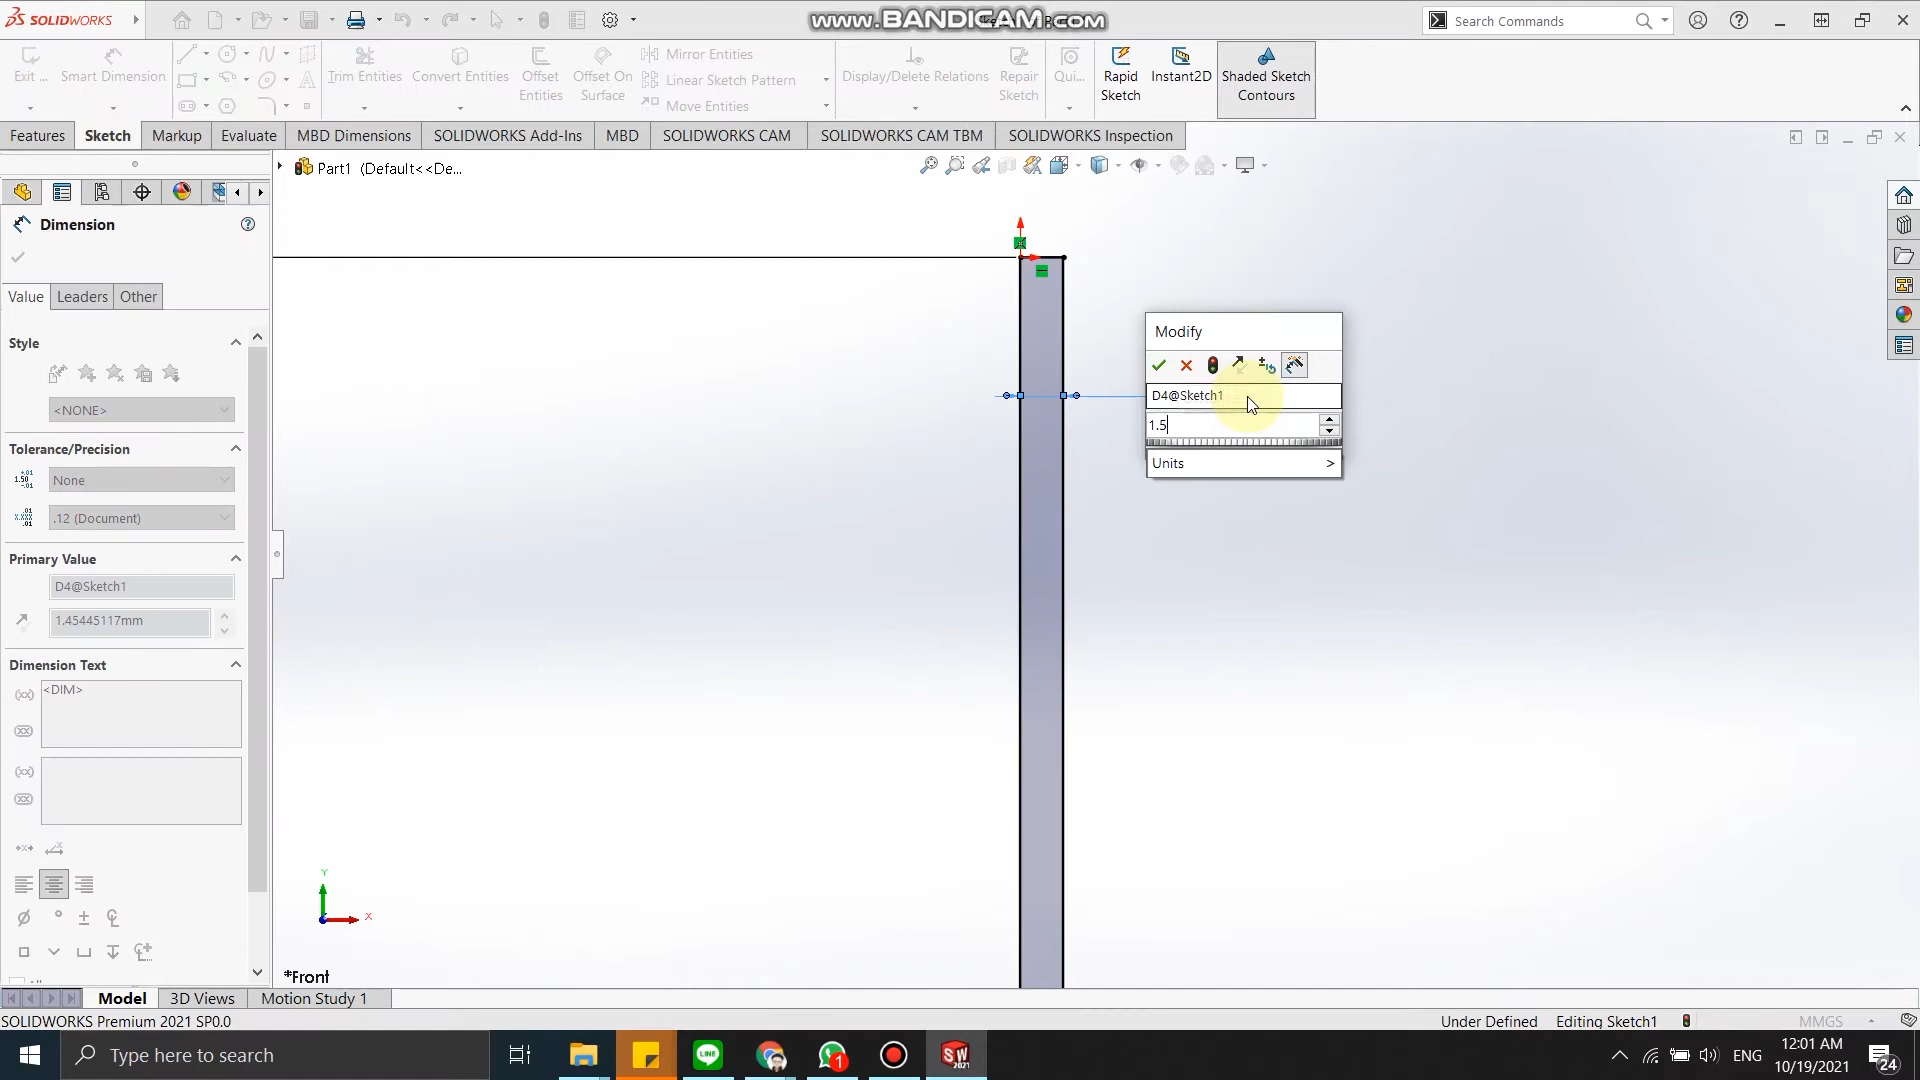 SOLIDWORKS
www.BANDICAM.com
Search Commands
Exit ...
Smart Dimension
Trim Entities
Convert Entities
Offset Entities
Offset On Surface
Mirror Entities
Linear Sketch Pattern
Move Entities
Display/Delete Relations
Repair Sketch
Qui...
Rapid Sketch
Instant2D
Shaded Sketch Contours
Features
Sketch
Markup
Evaluate
MBD Dimensions
SOLIDWORKS Add-Ins
MBD
SOLIDWORKS CAM
SOLIDWORKS CAM TBM
SOLIDWORKS Inspection
Part1 (Default<<De...
Dimension
Value
Leaders
Other
Style
<NONE>
Tolerance/Precision
None
.12 (Document)
Primary Value
D4@Sketch1
1.45445117mm
Dimension Text
<DIM>
Modify
D4@Sketch1
1.5
Units >
Y
X
*Front
Model
3D Views
Motion Study 1
SOLIDWORKS Premium 2021 SP0.0
Under Defined
Editing Sketch1
MMGS
Type here to search
1
SW
2021
ENG
12:01 AM
10/19/2021
24